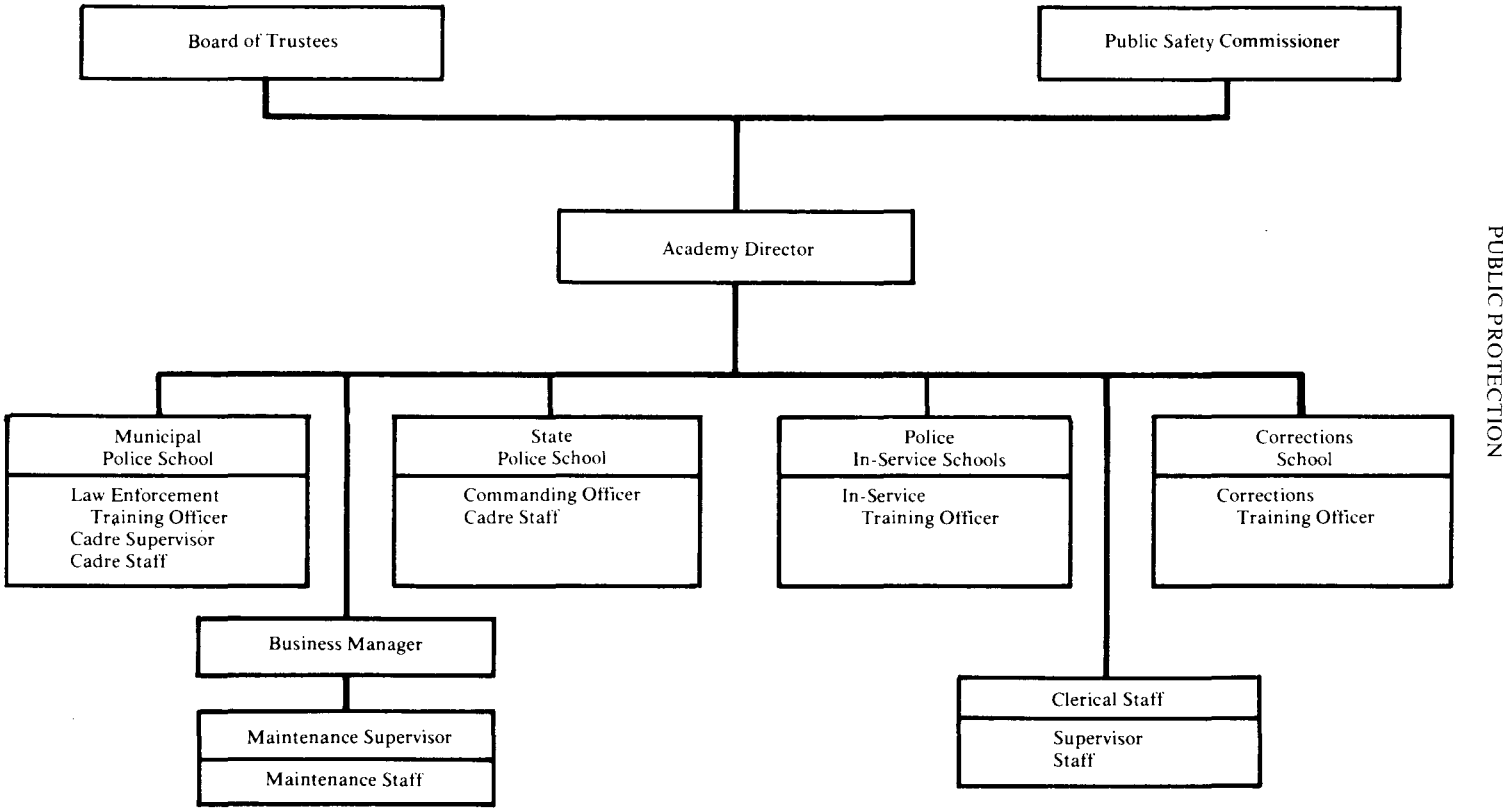 Board of Trustees
Public Safety Commissioner
Academy Director
PUBLIC PROTECTION
Municipal
Police School
Law Enforcement
Training Officer
Cadre Supervisor
Cadre Staff
State
Police School
Commanding Officer
Cadre Staff
Police
In-Service Schools
In-Service
Training Officer
Corrections
School
Corrections
Training Officer
Business Manager
Maintenance Supervisor
Maintenance Staff
Clerical Staff
Supervisor
Staff